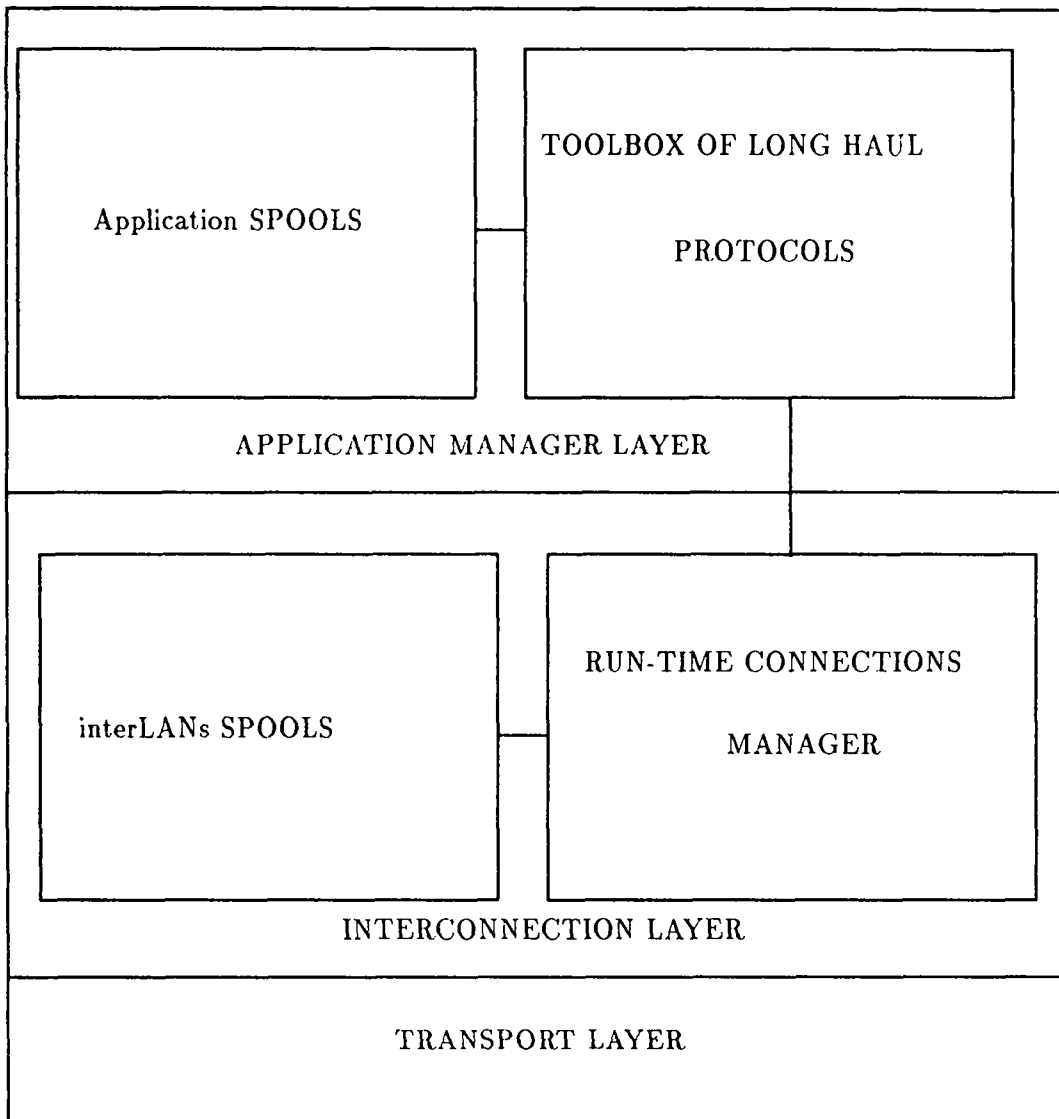 TOOLBOX OF LONG HAUL
Application SPOOLS
PROTOCOLS
APPLICATION MANAGER LAYER
RUN-TIME CONNECTIONS
interLANs SPOOLS
MANAGER
INTERCONNECTION LAYER
TRANSPORT LAYER